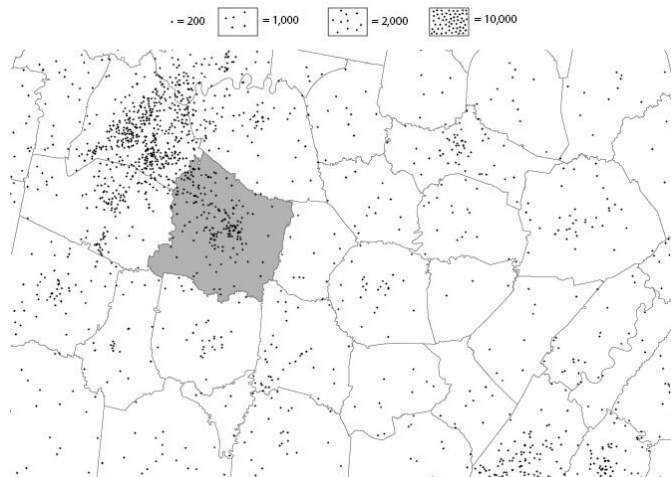 = 200 = 1,000 = 2,000 = 10,000